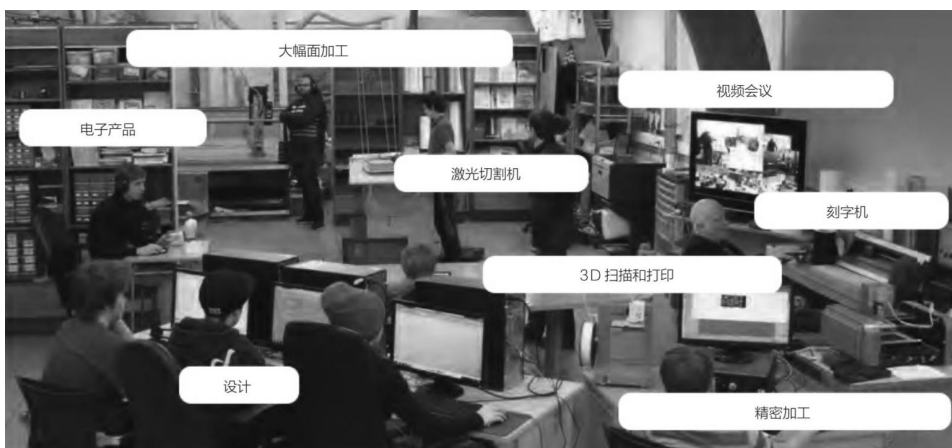 大幅面加工
视频会议
电子产品
激光切割机
刻字机
3D 扫描和打印
设计
精密加工